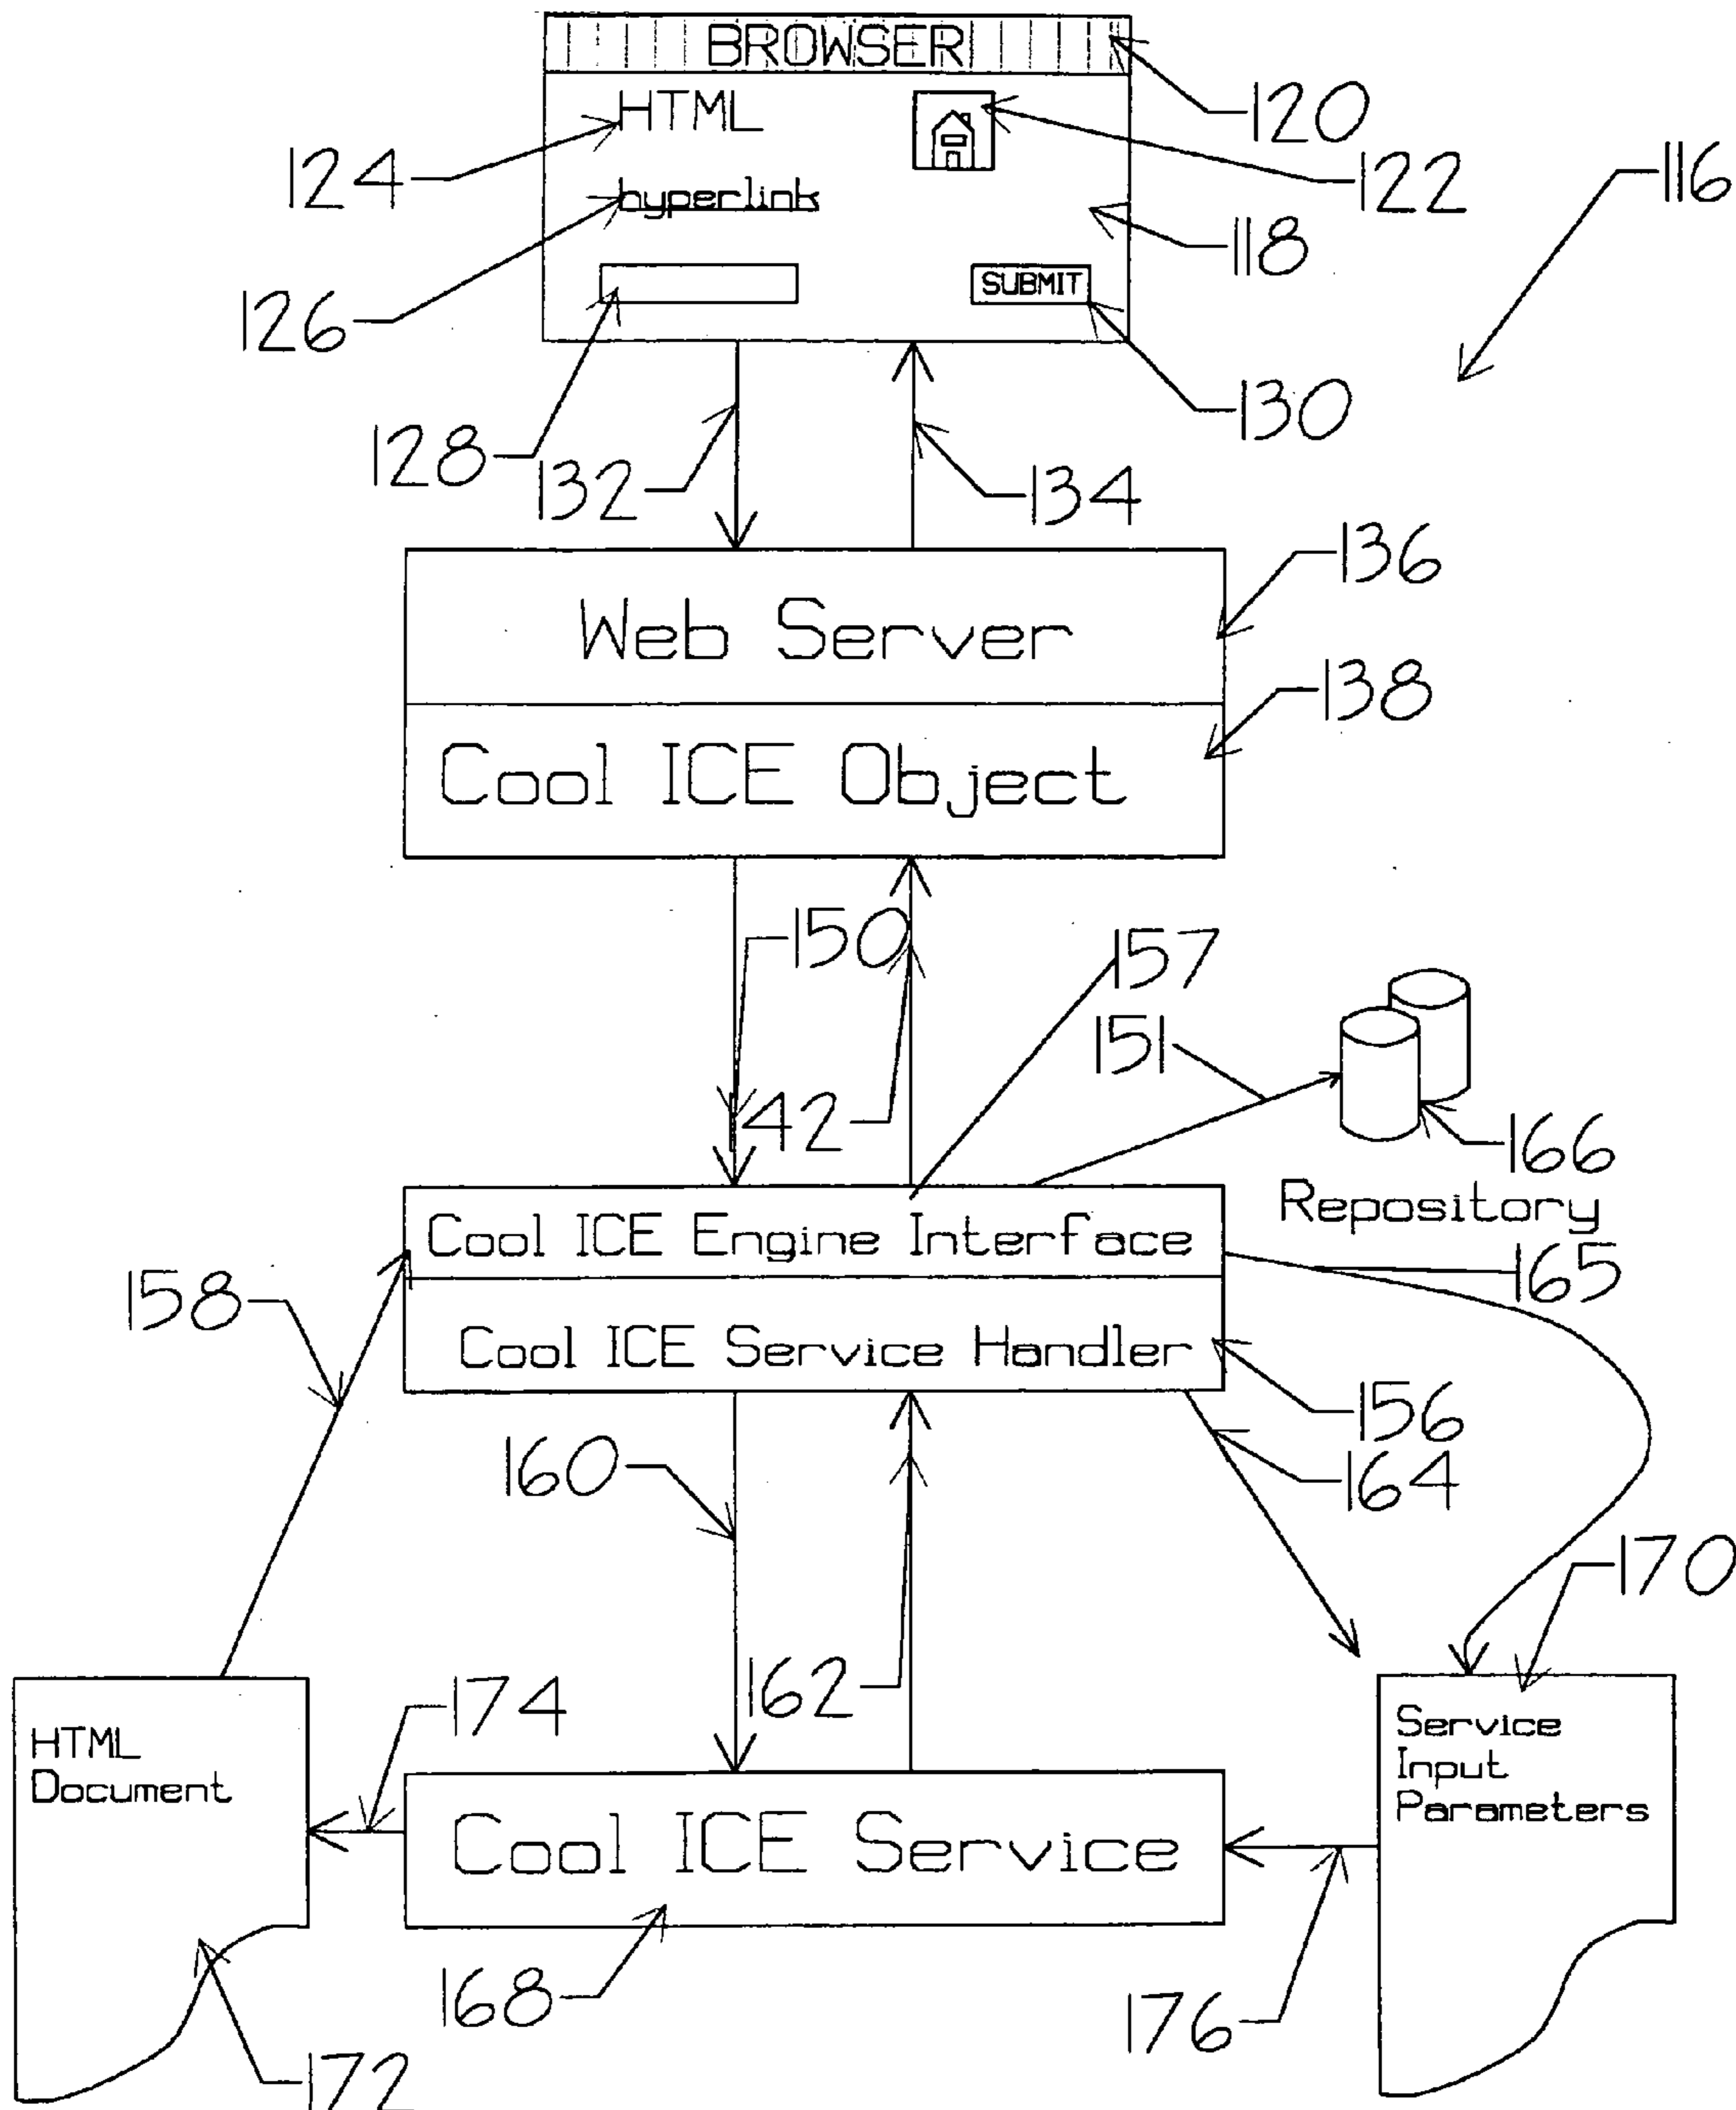 BROWSER
120
HTML
124
122
116
hyperlink
118
126
SUBMIT
130
128
132
134
136
Web Server
138
Cool ICE Object
150
157
151
142
166
Repository
Cool ICE Engine Interface
165
158
Cool ICE Service Handler
156
160
164
170
162
174
HTML
Document
Service
Input
Parameters
Cool ICE Service
168
176
172